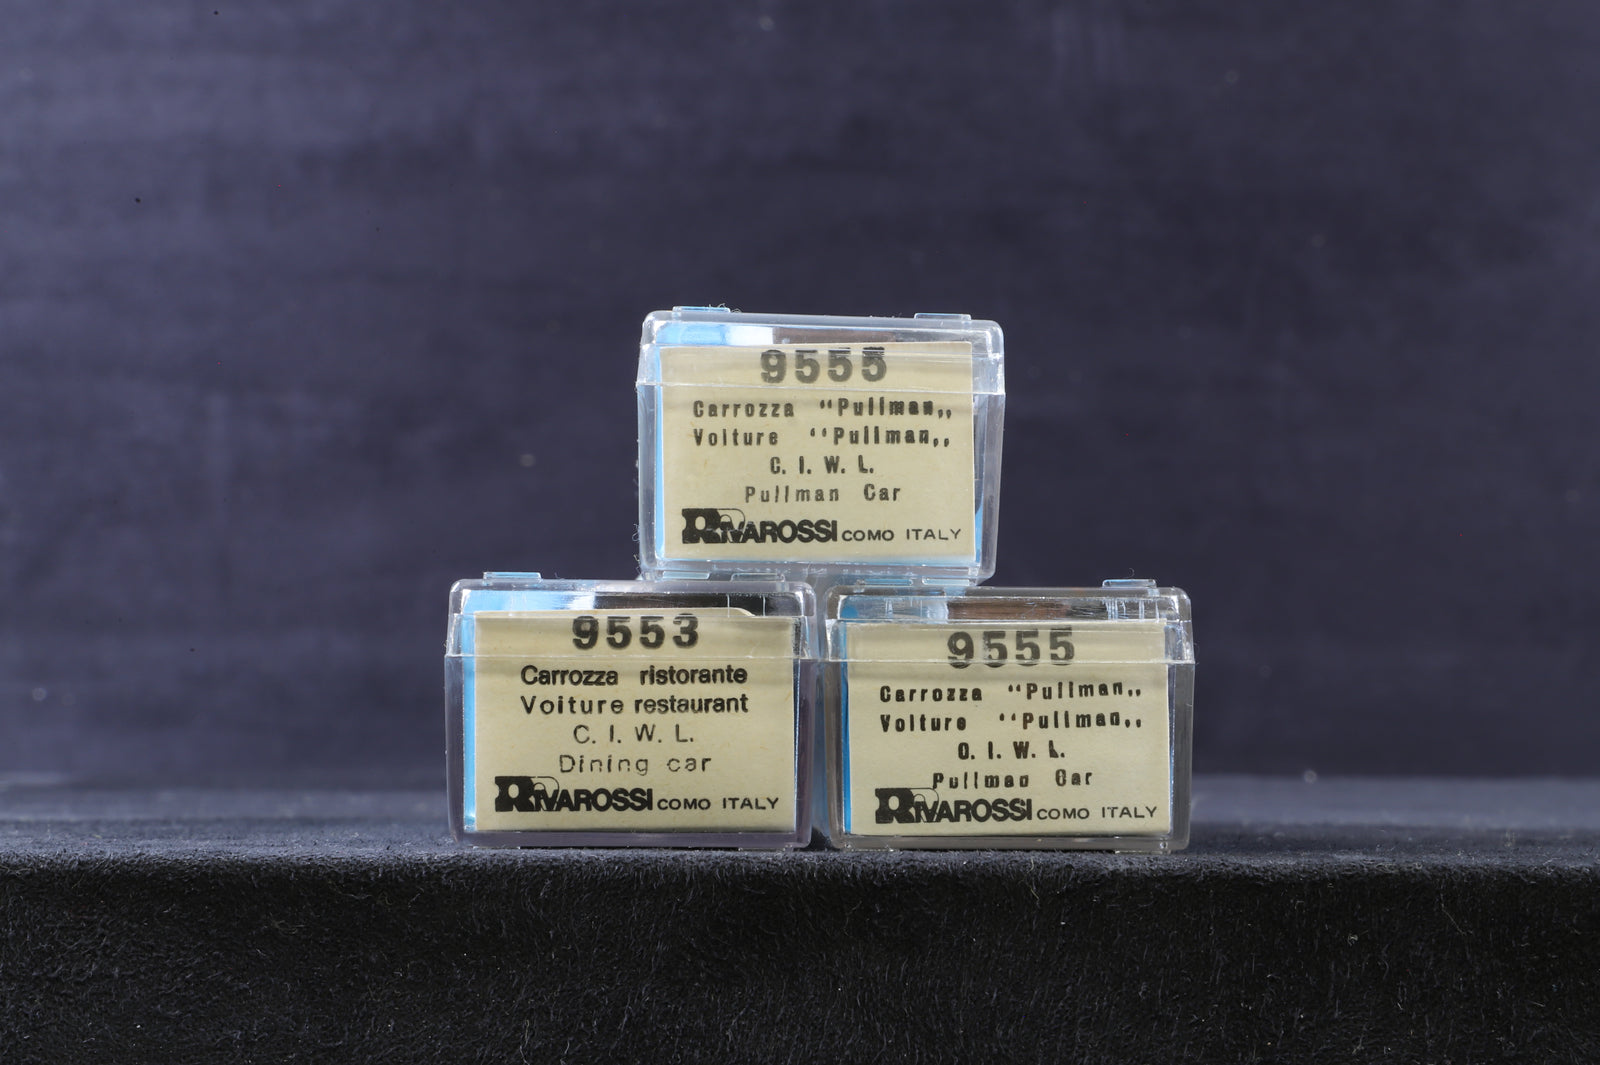 9555
Carrozza “Pullman„
Voiture “Pullman„
C. I. W. L.
Pullman Car
RIVAROSSI COMO ITALY
9553
Carrozza ristorante
Voiture restaurant
C. I. W. L.
Dining car
RIVAROSSI COMO ITALY
9555
Carrozza “Pullman„
Voiture “Pullman„
C. I. W. L.
Pullman Car
RIVAROSSI COMO ITALY